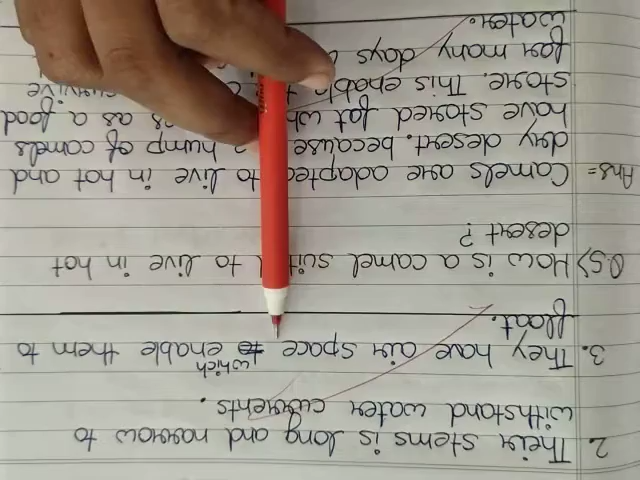 2. Their stems is long and narrow to
withstand water currents.
which
3. They have air space to enable them to
float.
Q.5) How is a camel suit to live in hot
desert?
Ans= Camels are adapted to live in hot and
dry desert. because hump of camels
have stored fat wh as a food
store. This enable survive
for many days
water.